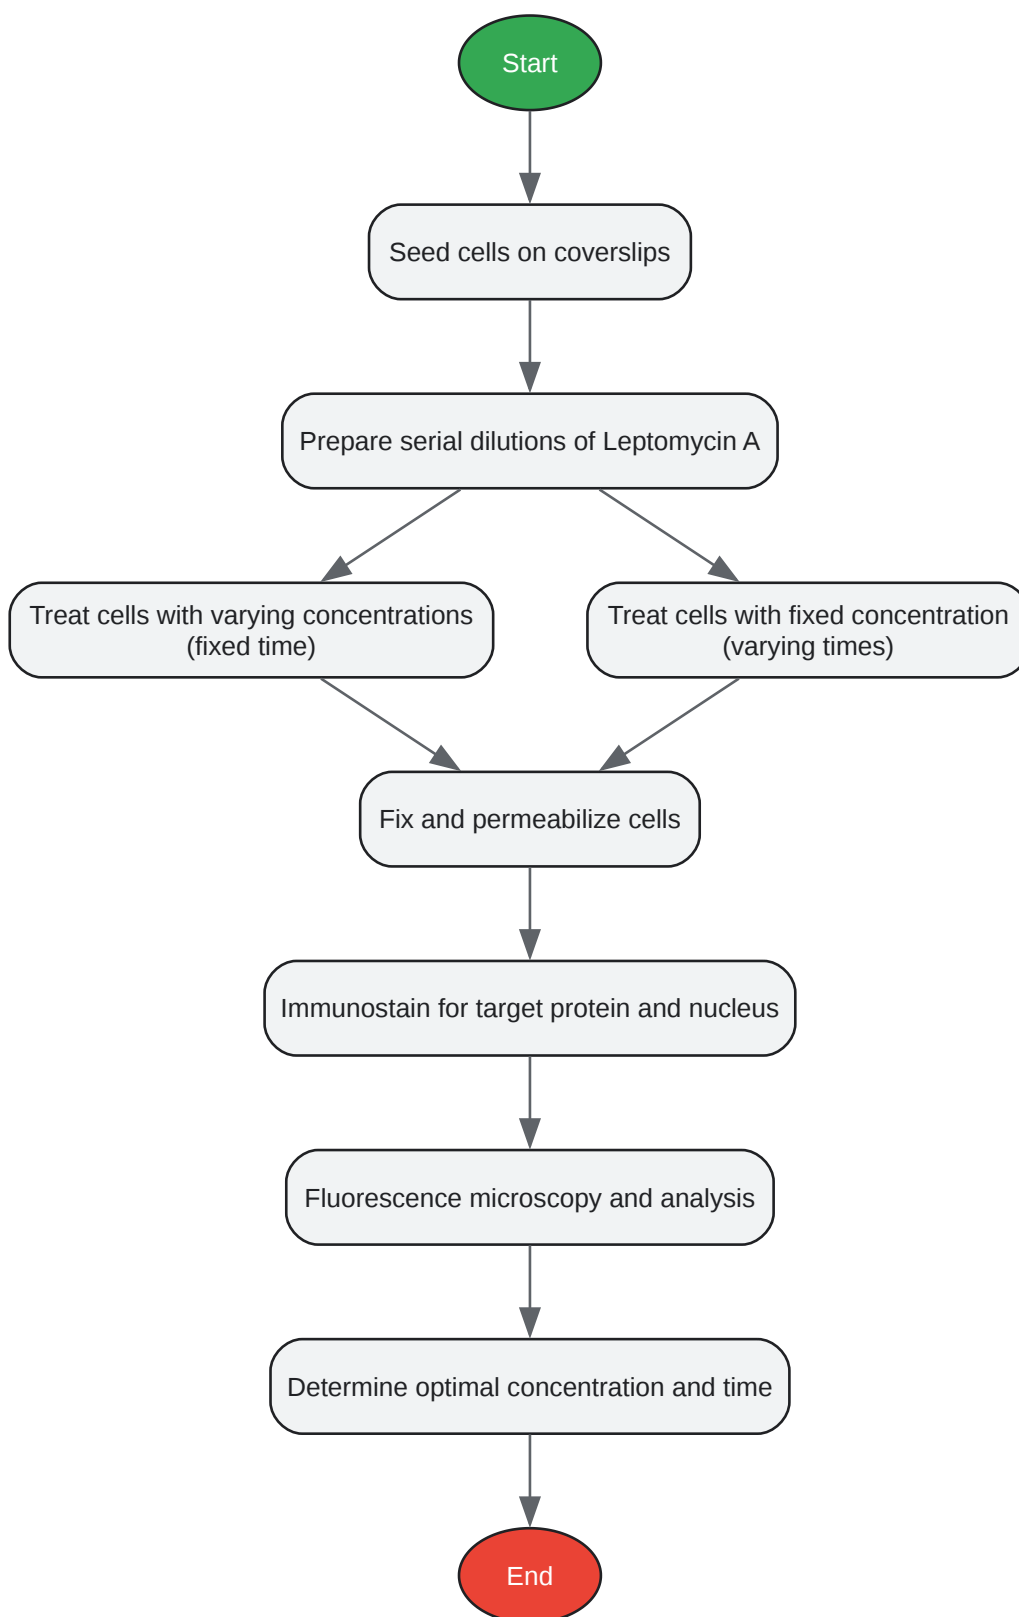 Start
Seed cells on coverslips
Prepare serial dilutions of Leptomycin A
Treat cells with varying concentrations
(fixed time)
Treat cells with fixed concentration
(varying times)
Fix and permeabilize cells
Immunostain for target protein and nucleus
Fluorescence microscopy and analysis
Determine optimal concentration and time
End